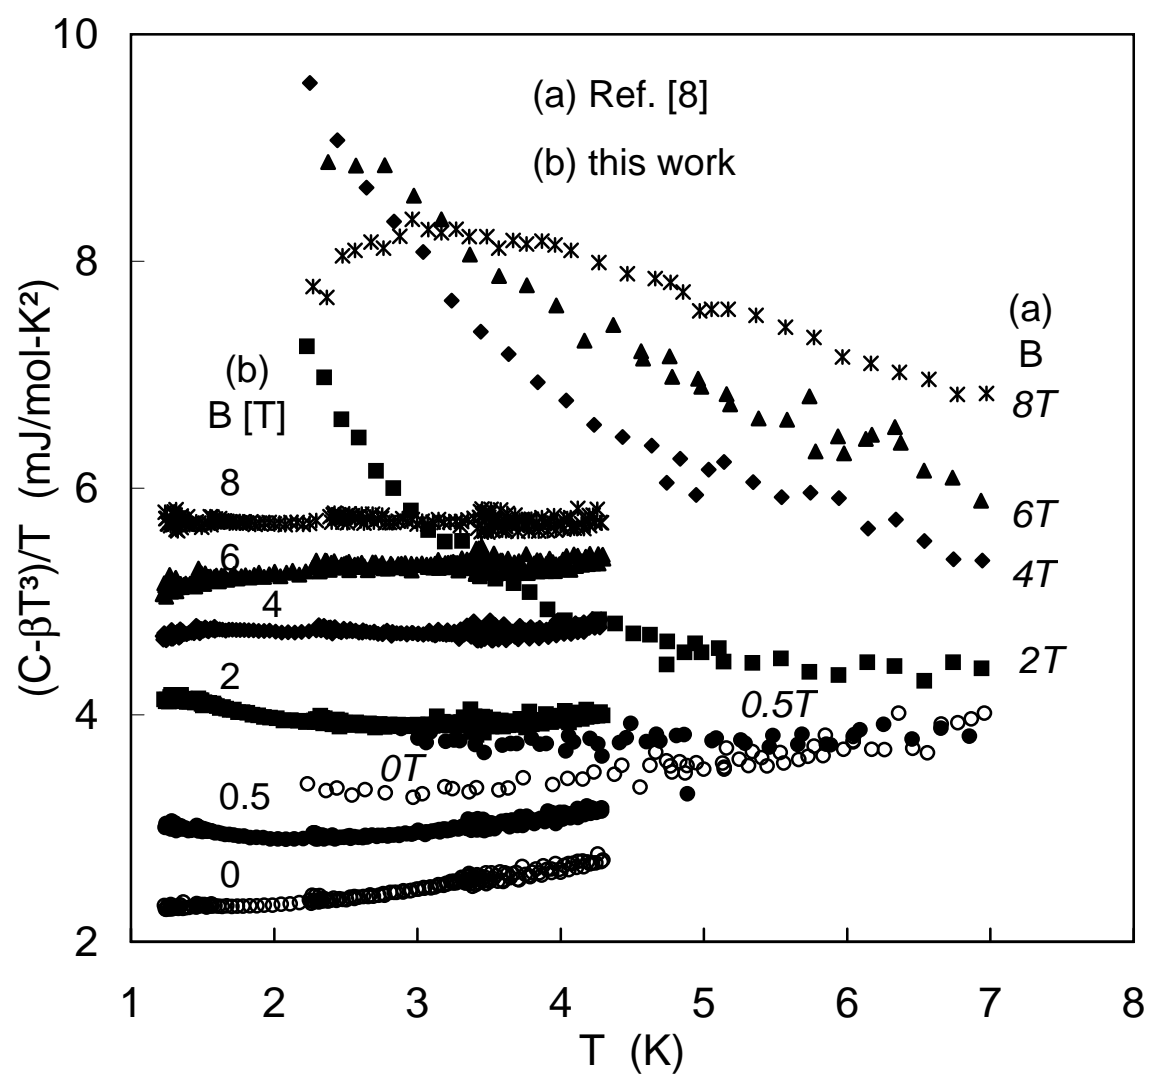 10
8
6
4
2
(C-βT³)/T (mJ/mol-K²)
(a) Ref. [8]
(b) this work
(a)
B
8T
6T
4T
2T
0.5T
0T
(b)
B [T]
8
6
4
2
0.5
0
1 2 3 4 5 6 7 8
T (K)